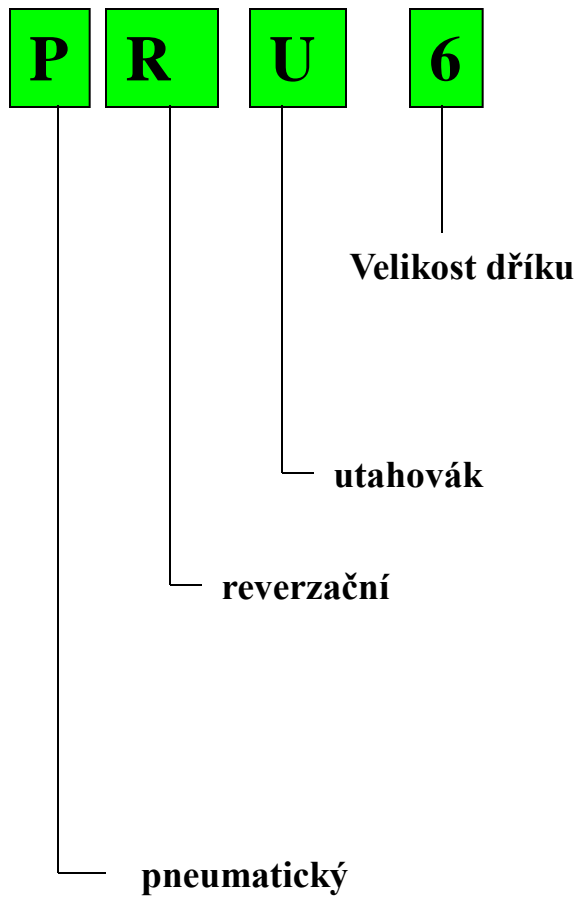 P R U 6
Velikost dříku
utahovák
reverzační
pneumatický